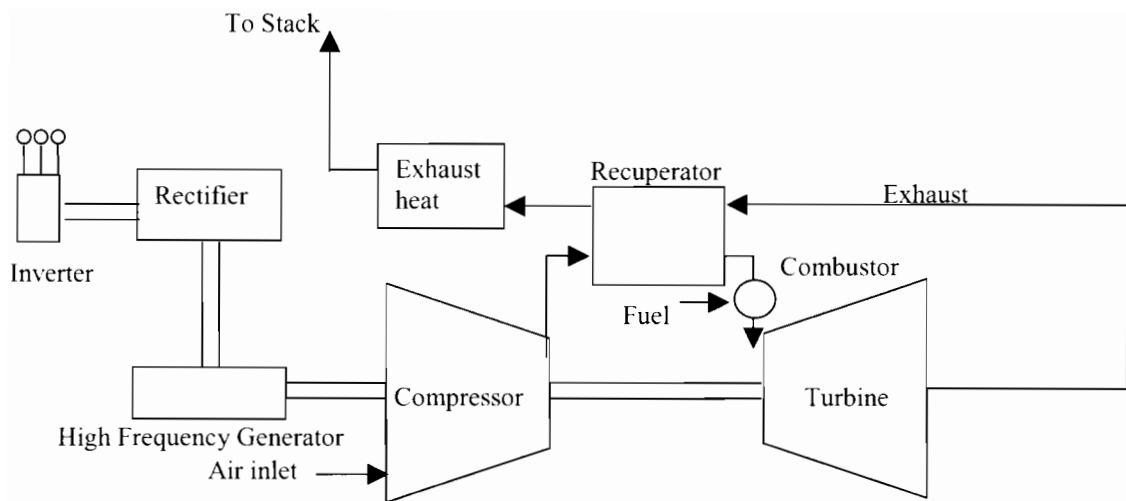 To Stack
Exhaust
heat
Recuperator
Rectifier
Exhaust
Inverter
Combustor
Fuel
Compressor
Turbine
High Frequency Generator
Air inlet